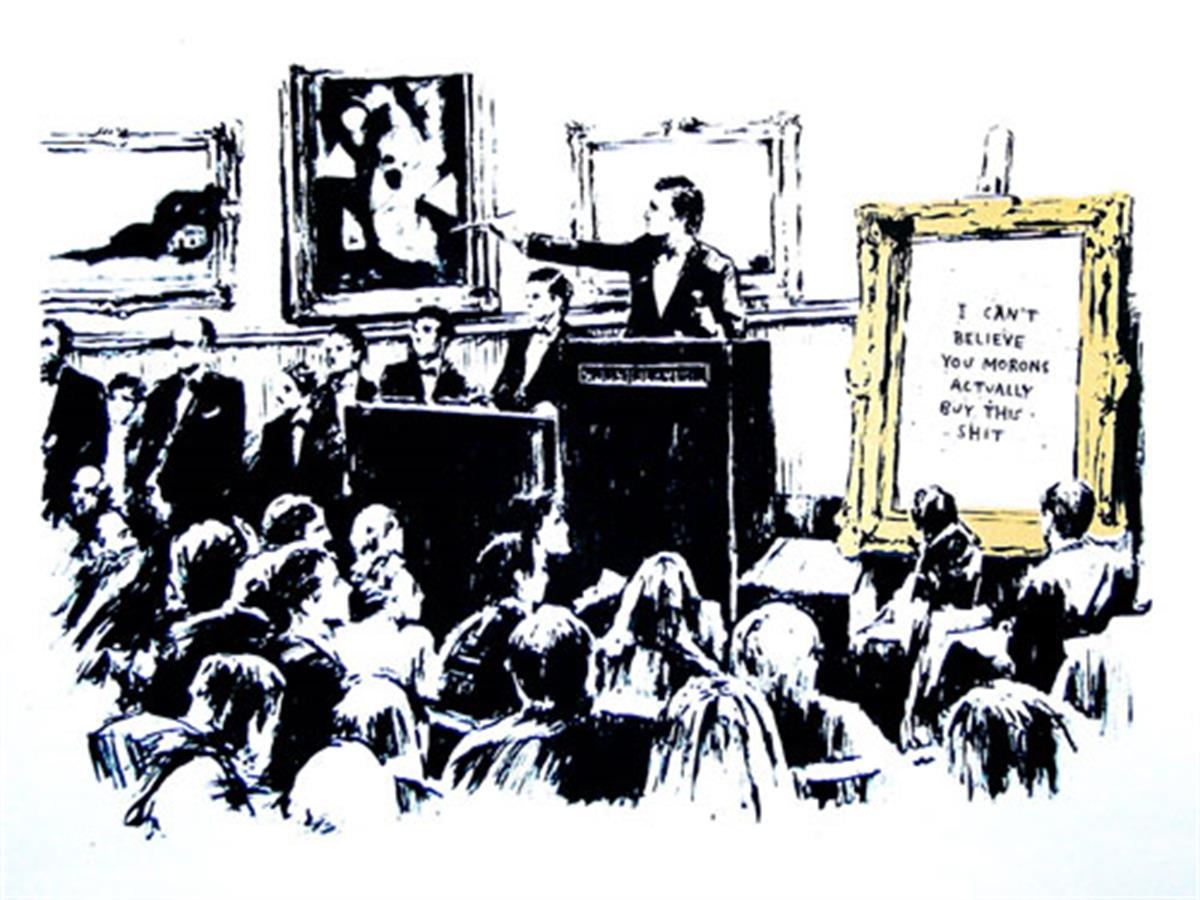 I CAN'T
BELIEVE
YOU MORONS
ACTUALLY
BUY THIS
SHIT